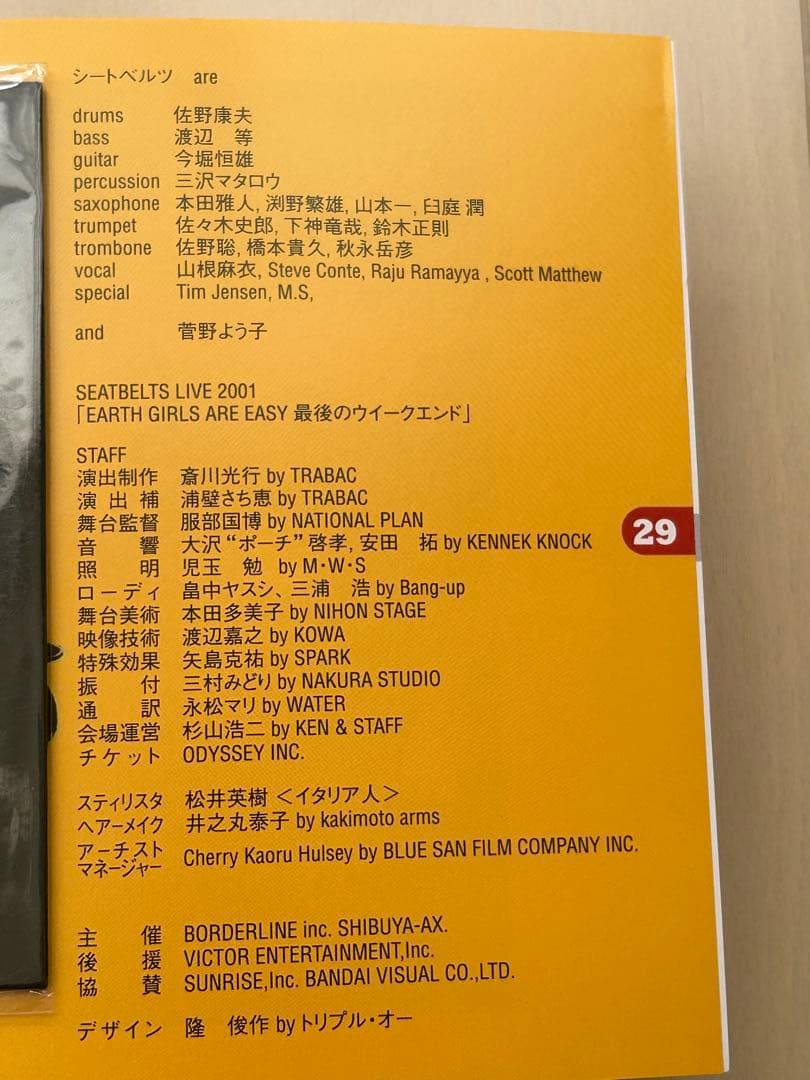 シートベルツ are
drums 佐野康夫
bass 渡辺 等
guitar 今堀恒雄
percussion 三沢マタロウ
saxophone 本田雅人, 渕野繁雄, 山本一, 臼庭 潤
trumpet 佐々木史郎, 下神竜哉, 鈴木正則
trombone 佐野聡, 橋本貴久, 秋永岳彦
vocal 山根麻衣, Steve Conte, Raju Ramayya , Scott Matthew
special Tim Jensen, M.S,
and 菅野よう子
SEATBELTS LIVE 2001
「EARTH GIRLS ARE EASY 最後のウイークエンド」
STAFF
演出制作 斎川光行 by TRABAC
演出補 浦壁さち恵 by TRABAC
舞台監督 服部国博 by NATIONAL PLAN
音響 大沢“ポーチ”啓孝, 安田 拓 by KENNEK KNOCK
29
照明 児玉 勉 by M・W・S
ローディ 畠中ヤスシ、三浦 浩 by Bang-up
舞台美術 本田多美子 by NIHON STAGE
映像技術 渡辺嘉之 by KOWA
特殊効果 矢島克祐 by SPARK
振付 三村みどり by NAKURA STUDIO
通訳 永松マリ by WATER
会場運営 杉山浩二 by KEN & STAFF
チケット ODYSSEY INC.
スティリスタ 松井英樹 ＜イタリア人＞
ヘアーメイク 井之丸泰子 by kakimoto arms
アーチストマネージャー Cherry Kaoru Hulsey by BLUE SAN FILM COMPANY INC.
主催 BORDERLINE inc. SHIBUYA-AX.
後援 VICTOR ENTERTAINMENT,Inc.
協賛 SUNRISE,Inc. BANDAI VISUAL CO.,LTD.
デザイン 隆 俊作 by トリプル・オー